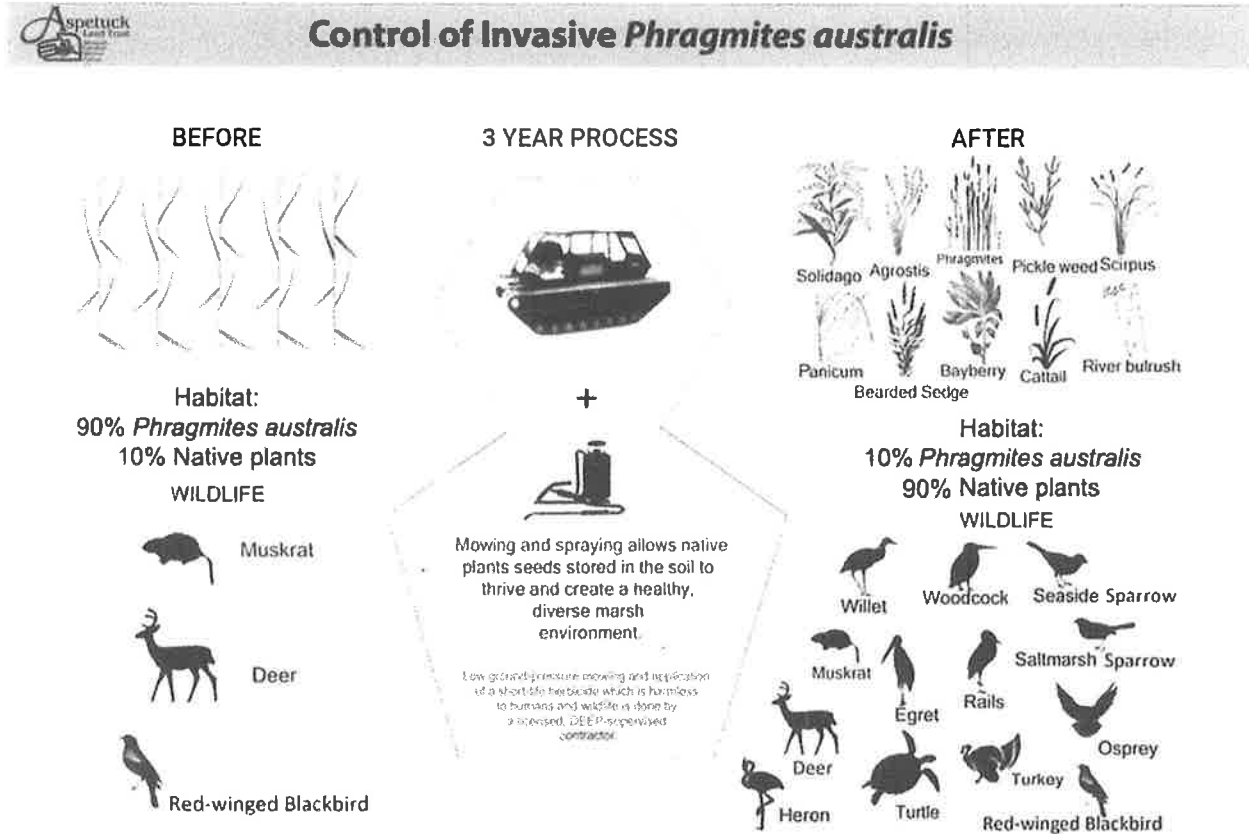 Aspetuck
Land Trust
Control of Invasive Phragmites australis
BEFORE
Habitat:
90% Phragmites australis
10% Native plants
WILDLIFE
Muskrat
Deer
Red-winged Blackbird
3 YEAR PROCESS
+
Mowing and spraying allows native
plants seeds stored in the soil to
thrive and create a healthy,
diverse marsh
environment.
Low ground-pressure mowing and application
of a short-life herbicide which is harmless
to humans and wildlife is done by
a licensed, DEEP-supervised
contractor.
AFTER
Solidago Agrostis Phragmites Pickle weed Scirpus
Panicum Bearded Sedge Bayberry Cattail River bulrush
Habitat:
10% Phragmites australis
90% Native plants
WILDLIFE
Willet Woodcock Seaside Sparrow
Muskrat Egret Rails Saltmarsh Sparrow
Deer Osprey
Heron Turtle Turkey Red-winged Blackbird